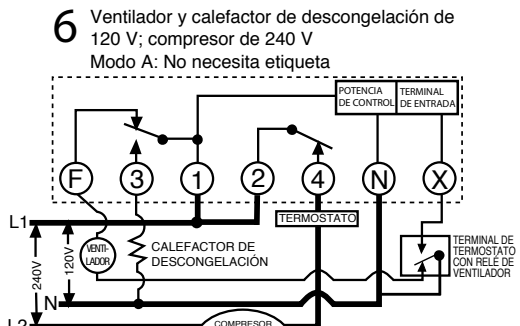 6 Ventilador y calefactor de descongelación de
120 V; compresor de 240 V
Modo A: No necesita etiqueta
POTENCIA
DE CONTROL
TERMINAL
DE ENTRADA
F 3 1 2 4 N X
L1
TERMOSTATO
240V
120V
VENTI-
LADOR
CALEFACTOR DE
DESCONGELACIÓN
TERMINAL DE
TERMOSTATO
CON RELÉ DE
VENTILADOR
N
L2
COMPRESOR